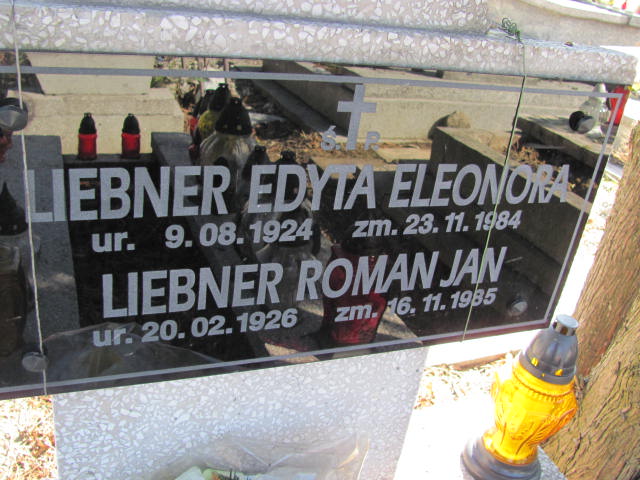 Ś. P.
LIEBNER EDYTA ELEONORA
ur. 9.08.1924 zm. 23.11.1984
LIEBNER ROMAN JAN
ur. 20.02.1926 zm. 16.11.1985